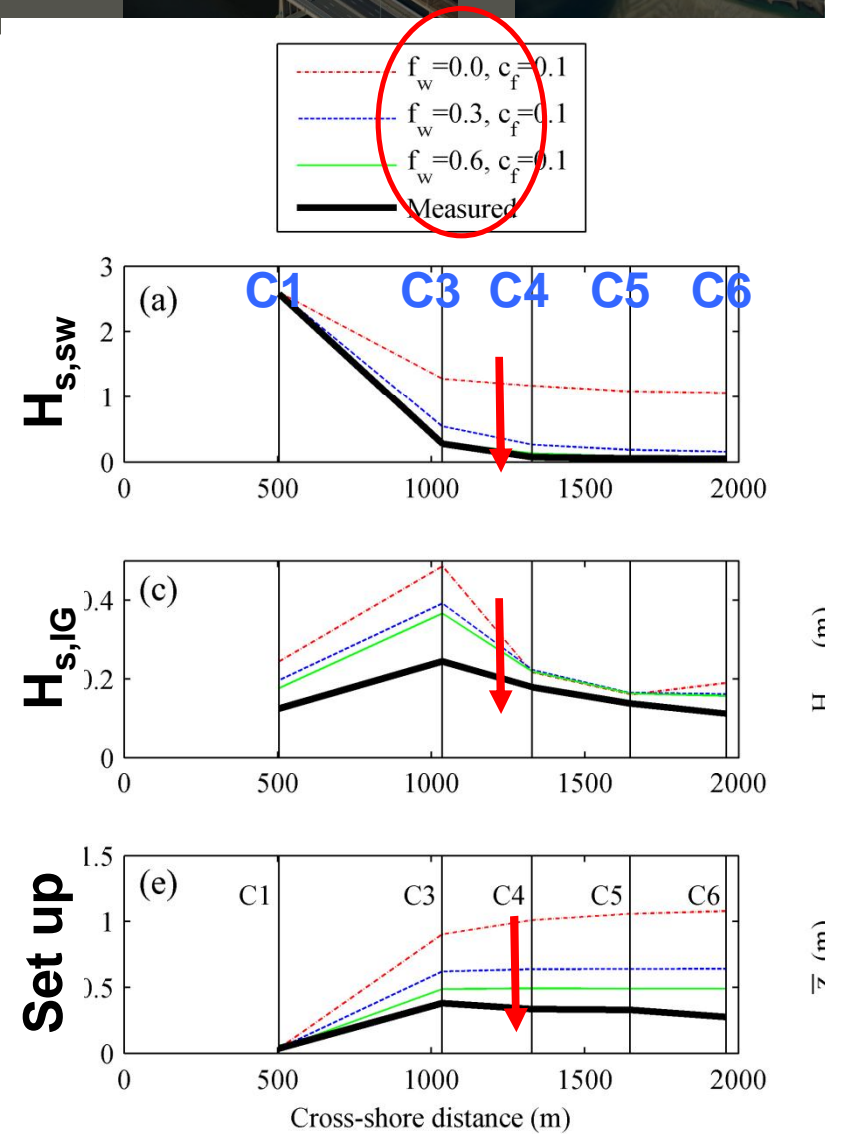 f_w=0.0, c_f=0.1
f_w=0.3, c_f=0.1
f_w=0.6, c_f=0.1
Measured
H_s,sw
3
2
1
0
(a)
C1 C3 C4 C5 C6
0 500 1000 1500 2000
H_s,IG
0.2
0
(c)
0 500 1000 1500 2000
(m)
Set up
1
0
(e)
C1 C3 C4 C5 C6
0 500 1000 1500 2000
Cross-shore distance (m)
(m)